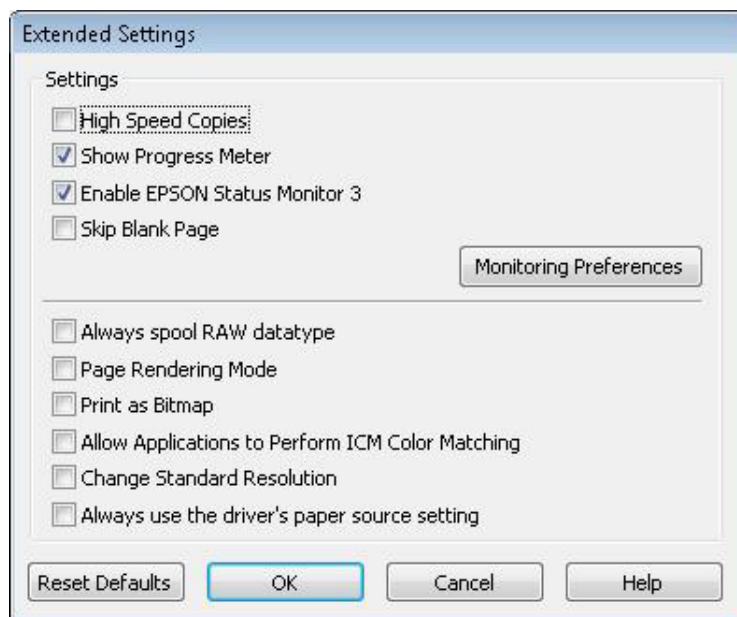 Extended Settings
Settings
High Speed Copies
Show Progress Meter
Enable EPSON Status Monitor 3
Skip Blank Page
Monitoring Preferences
Always spool RAW datatype
Page Rendering Mode
Print as Bitmap
Allow Applications to Perform ICM Color Matching
Change Standard Resolution
Always use the driver's paper source setting
Reset Defaults OK Cancel Help